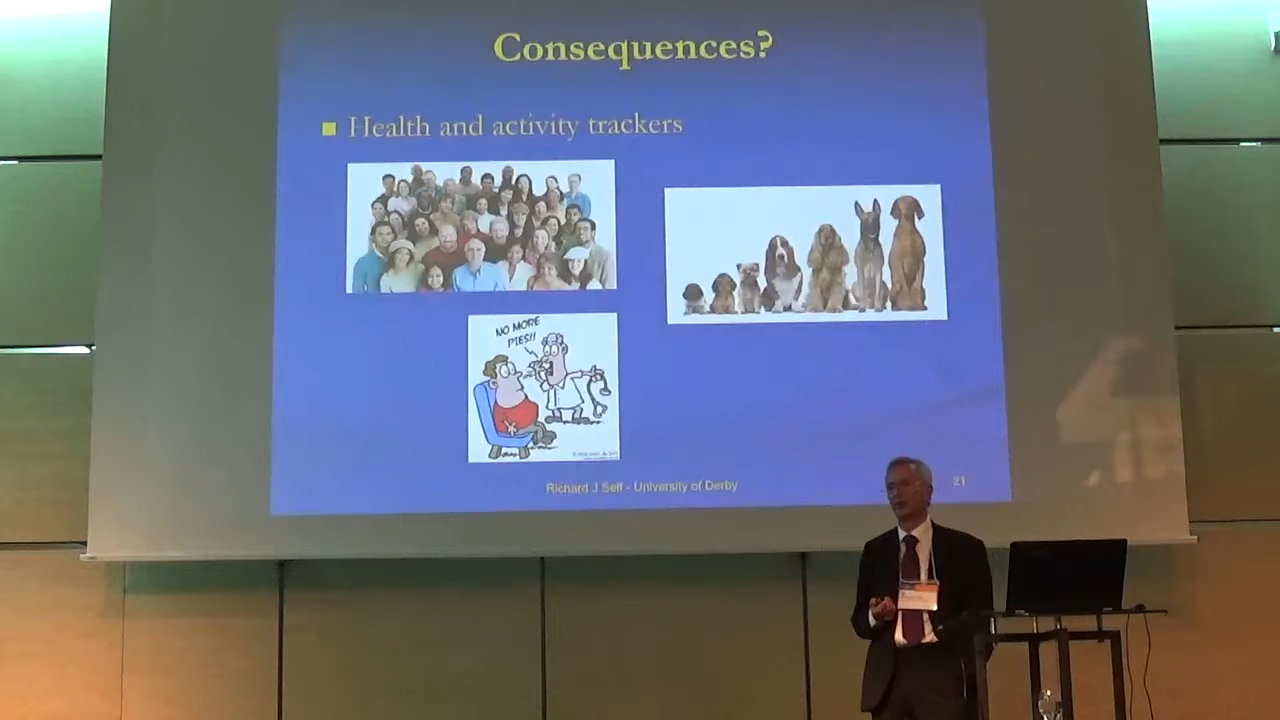 Consequences?
Health and activity trackers
NO MORE
PIES!!
Richard J Self - University of Derby
21